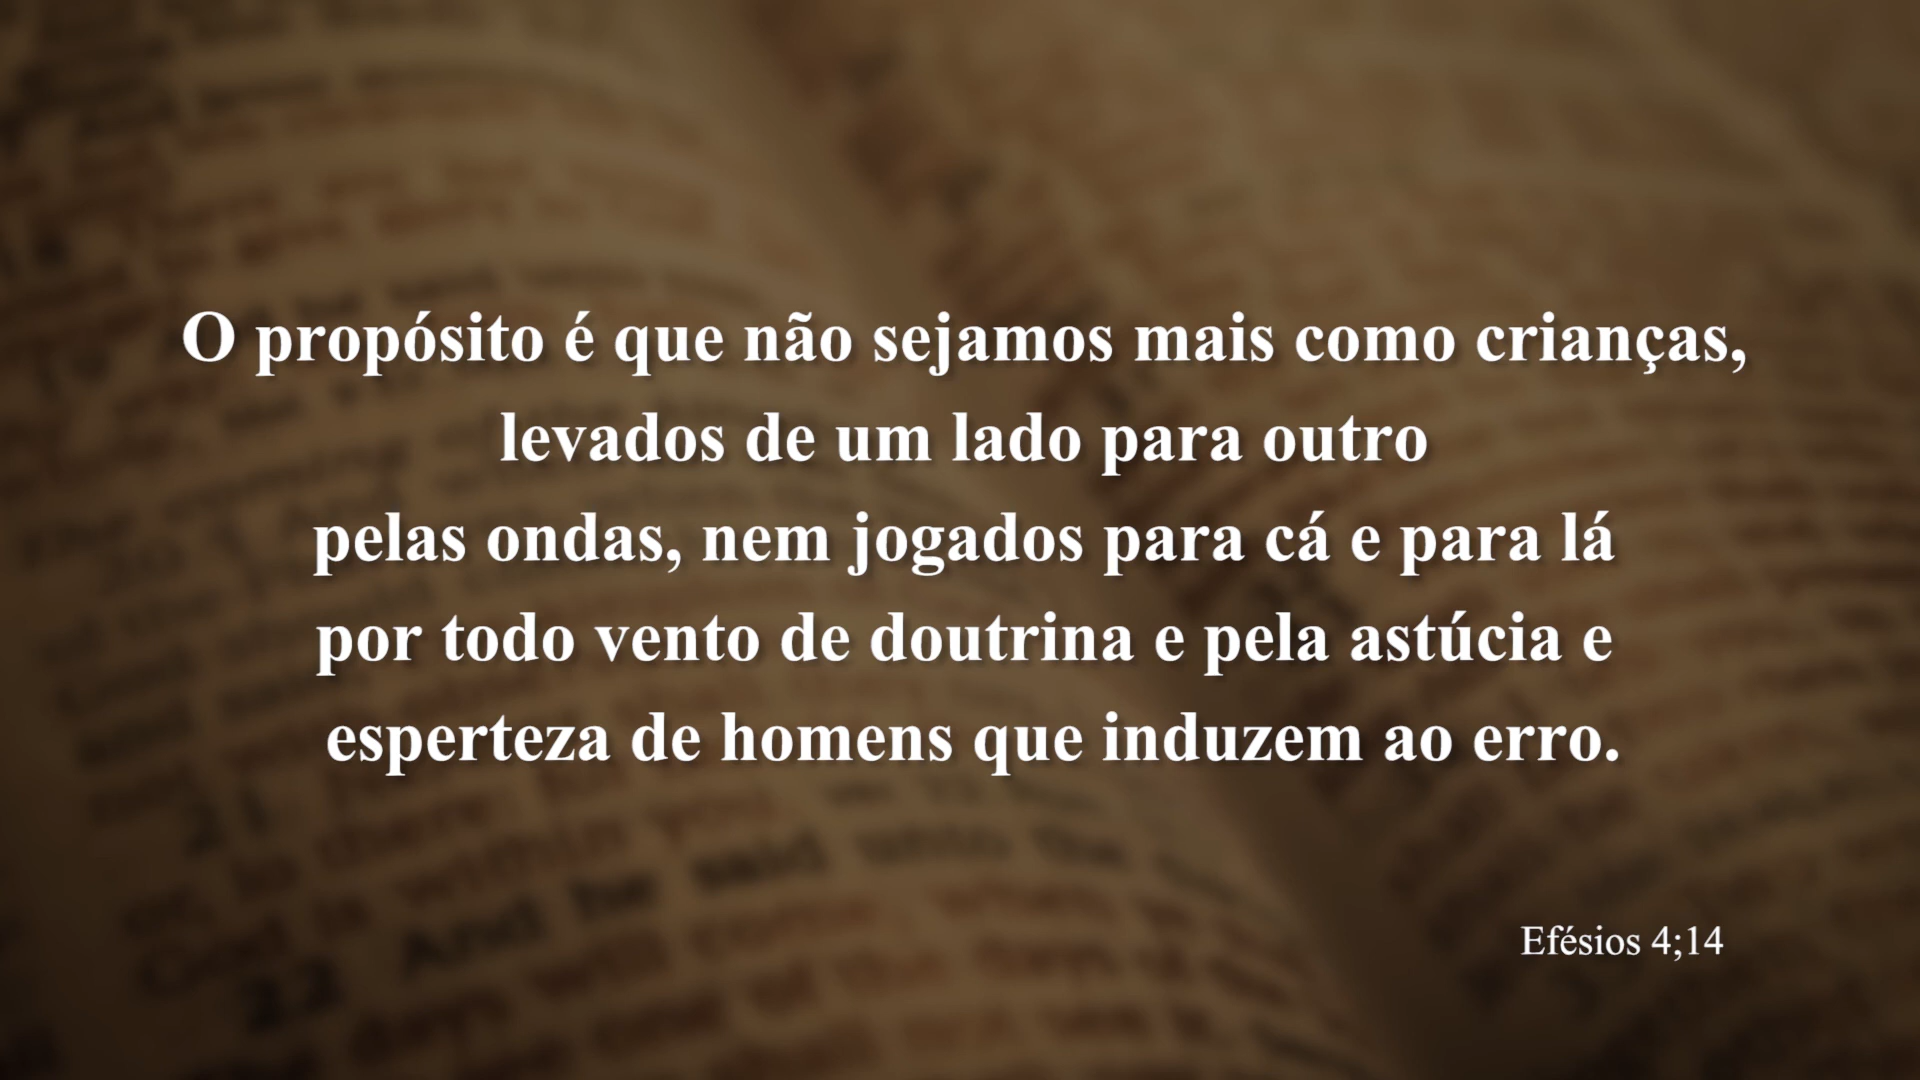 O propósito é que não sejamos mais como crianças,
levados de um lado para outro
pelas ondas, nem jogados para cá e para lá
por todo vento de doutrina e pela astúcia e
esperteza de homens que induzem ao erro.
Efésios 4;14